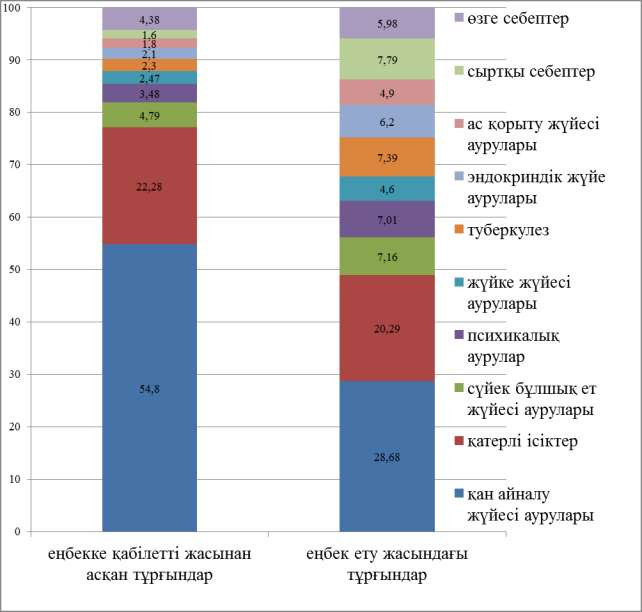 100
90
80
70
60
50
40
30
20
10
0
4,38
1,6
1,8
2,1
2,3
2,47
3,48
4,79
22,28
54,8
5,98
7,79
4,9
6,2
7,39
4,6
7,01
7,16
20,29
28,68
еңбекке қабілетті жасынан
асқан тұрғындар
еңбек ету жасындағы
тұрғындар
өзге себептер
сыртқы себептер
ас қорыту жүйесі
аурулары
эндокриндік жүйе
аурулары
туберкулез
жүйке жүйесі
аурулары
психикалық
аурулар
сүйек бұлшық ет
жүйесі аурулары
қатерлі ісіктер
қан айналу
жүйесі аурулары